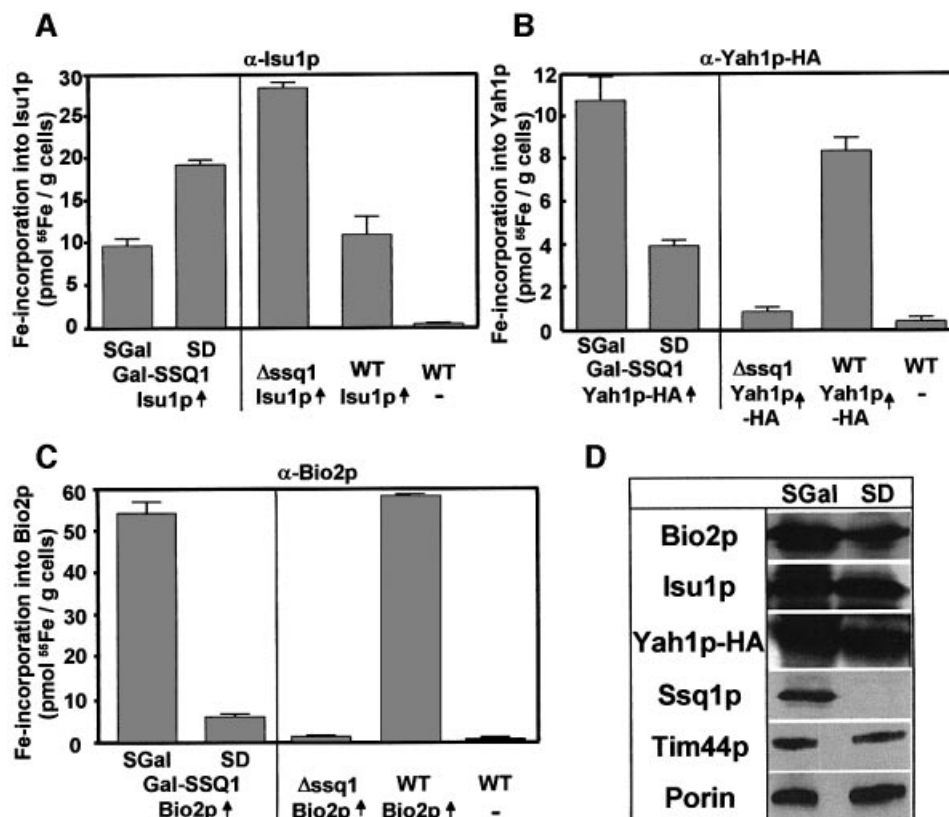 A
α-Isu1p
Fe-incorporation into Isu1p
(pmol ⁵⁵Fe / g cells)
30
25
20
15
10
5
0
SGal SD
Gal-SSQ1
Isu1p↑
Δssq1 WT WT
Isu1p↑ Isu1p↑ -
B
α-Yah1p-HA
Fe-incorporation into Yah1p
(pmol ⁵⁵Fe / g cells)
12
10
8
6
4
2
0
SGal SD
Gal-SSQ1
Yah1p-HA↑
Δssq1 WT WT
Yah1p↑ Yah1p↑ -
-HA -HA
C
α-Bio2p
Fe-incorporation into Bio2p
(pmol ⁵⁵Fe / g cells)
60
50
40
30
20
10
0
SGal SD
Gal-SSQ1
Bio2p↑
Δssq1 WT WT
Bio2p↑ Bio2p↑ -
D
SGal SD
Bio2p
Isu1p
Yah1p-HA
Ssq1p
Tim44p
Porin